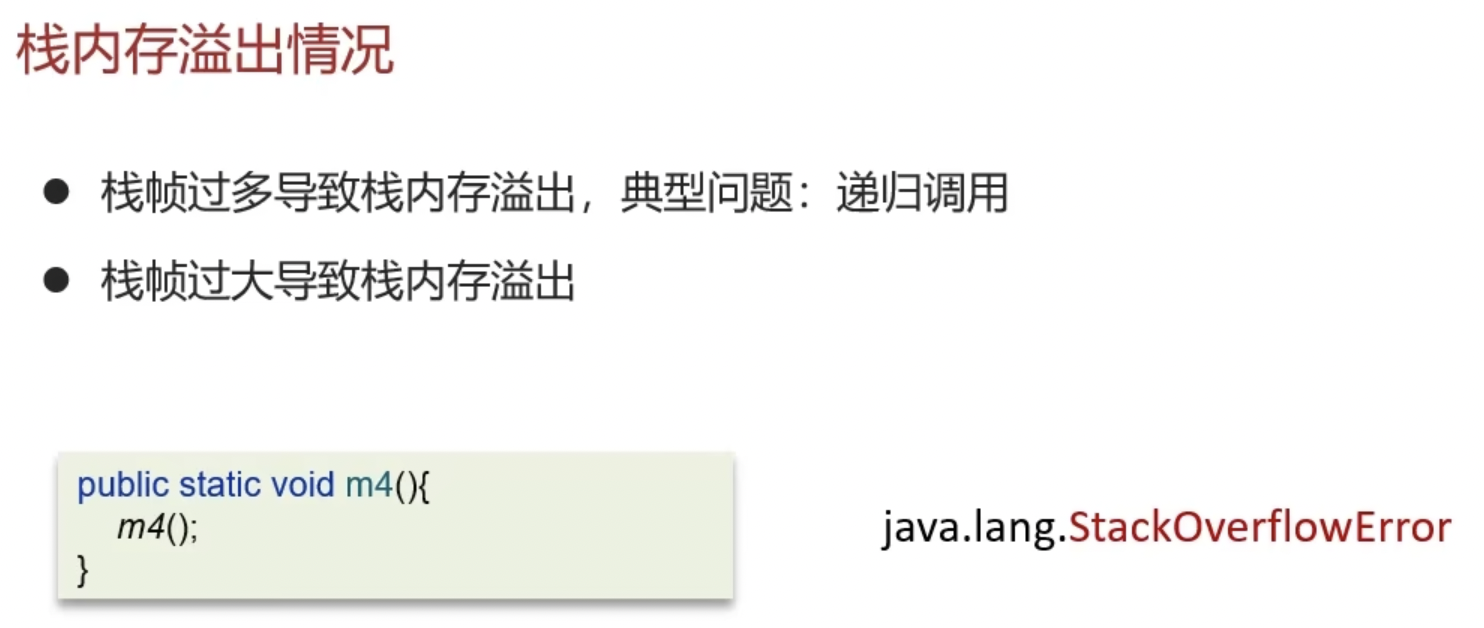 栈内存溢出情况
● 栈帧过多导致栈内存溢出，典型问题：递归调用
● 栈帧过大导致栈内存溢出
public static void m4(){
m4();
}
java.lang.StackOverflowError